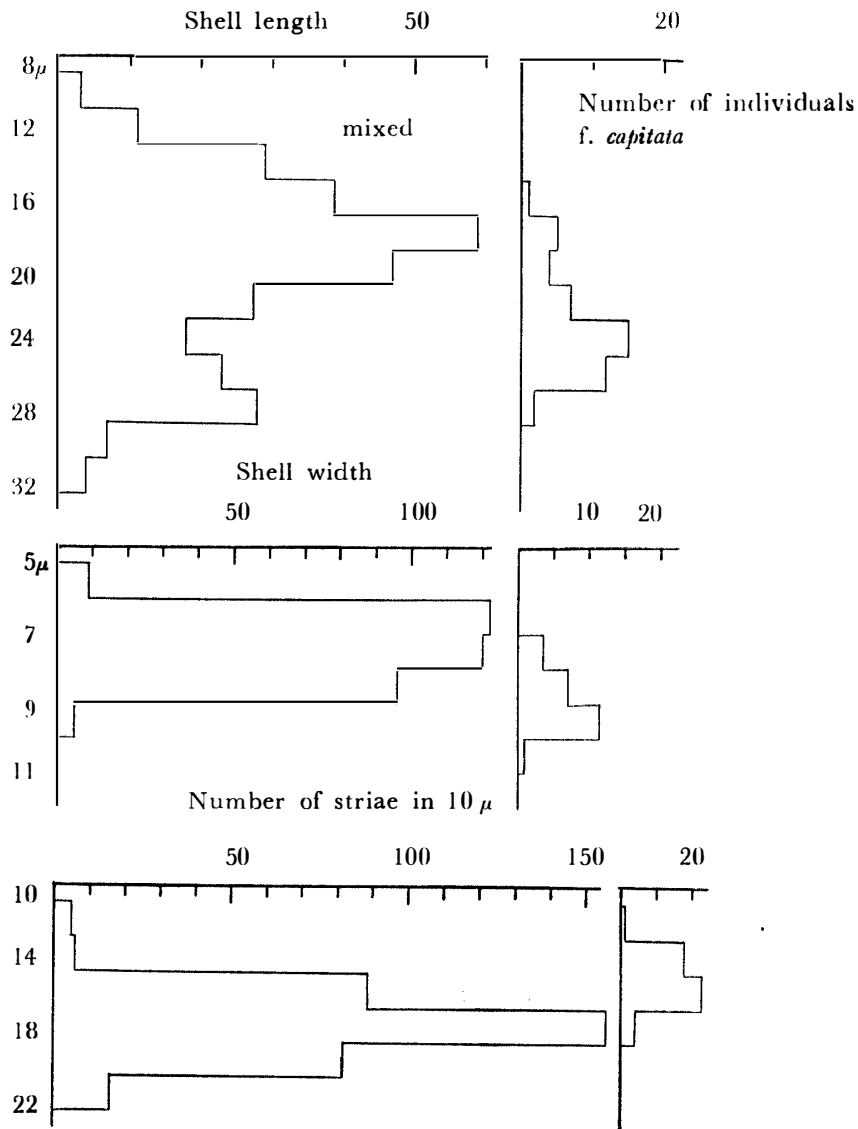 Shell length 50 20
8μ
Number of individuals
f. capitata
12 mixed
16
20
24
28
Shell width
32
50 100 10 20
5μ
7
9
11
Number of striae in 10 μ
50 100 150 20
10
14
18
22